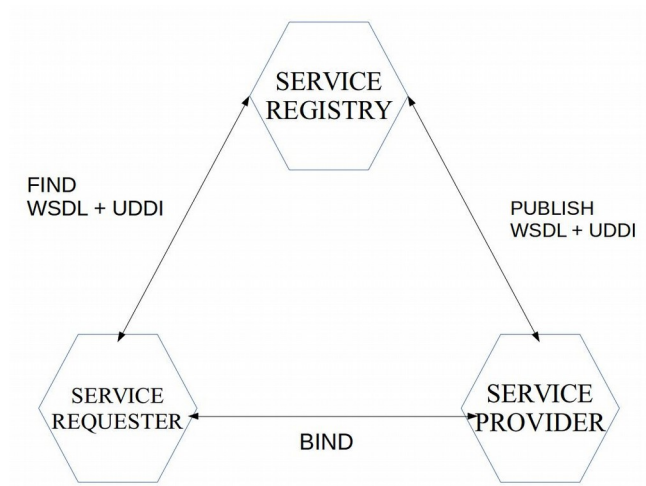 SERVICE
REGISTRY
FIND
WSDL + UDDI
PUBLISH
WSDL + UDDI
SERVICE
REQUESTER
SERVICE
PROVIDER
BIND